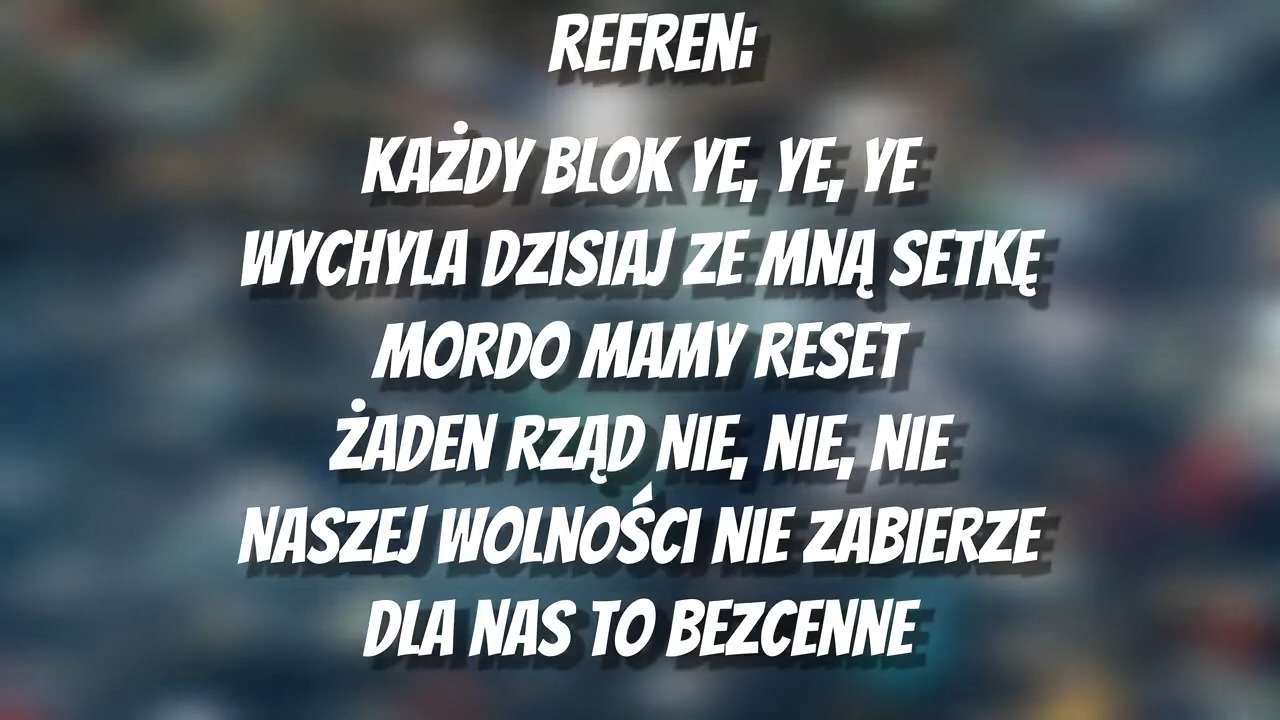 REFREN:
KAŻDY BLOK YE, YE, YE
WYCHYLA DZISIAJ ZE MNĄ SETKĘ
MORDO MAMY RESET
ŻADEN RZĄD NIE, NIE, NIE
NASZEJ WOLNOŚCI NIE ZABIERZE
DLA NAS TO BEZCENNE